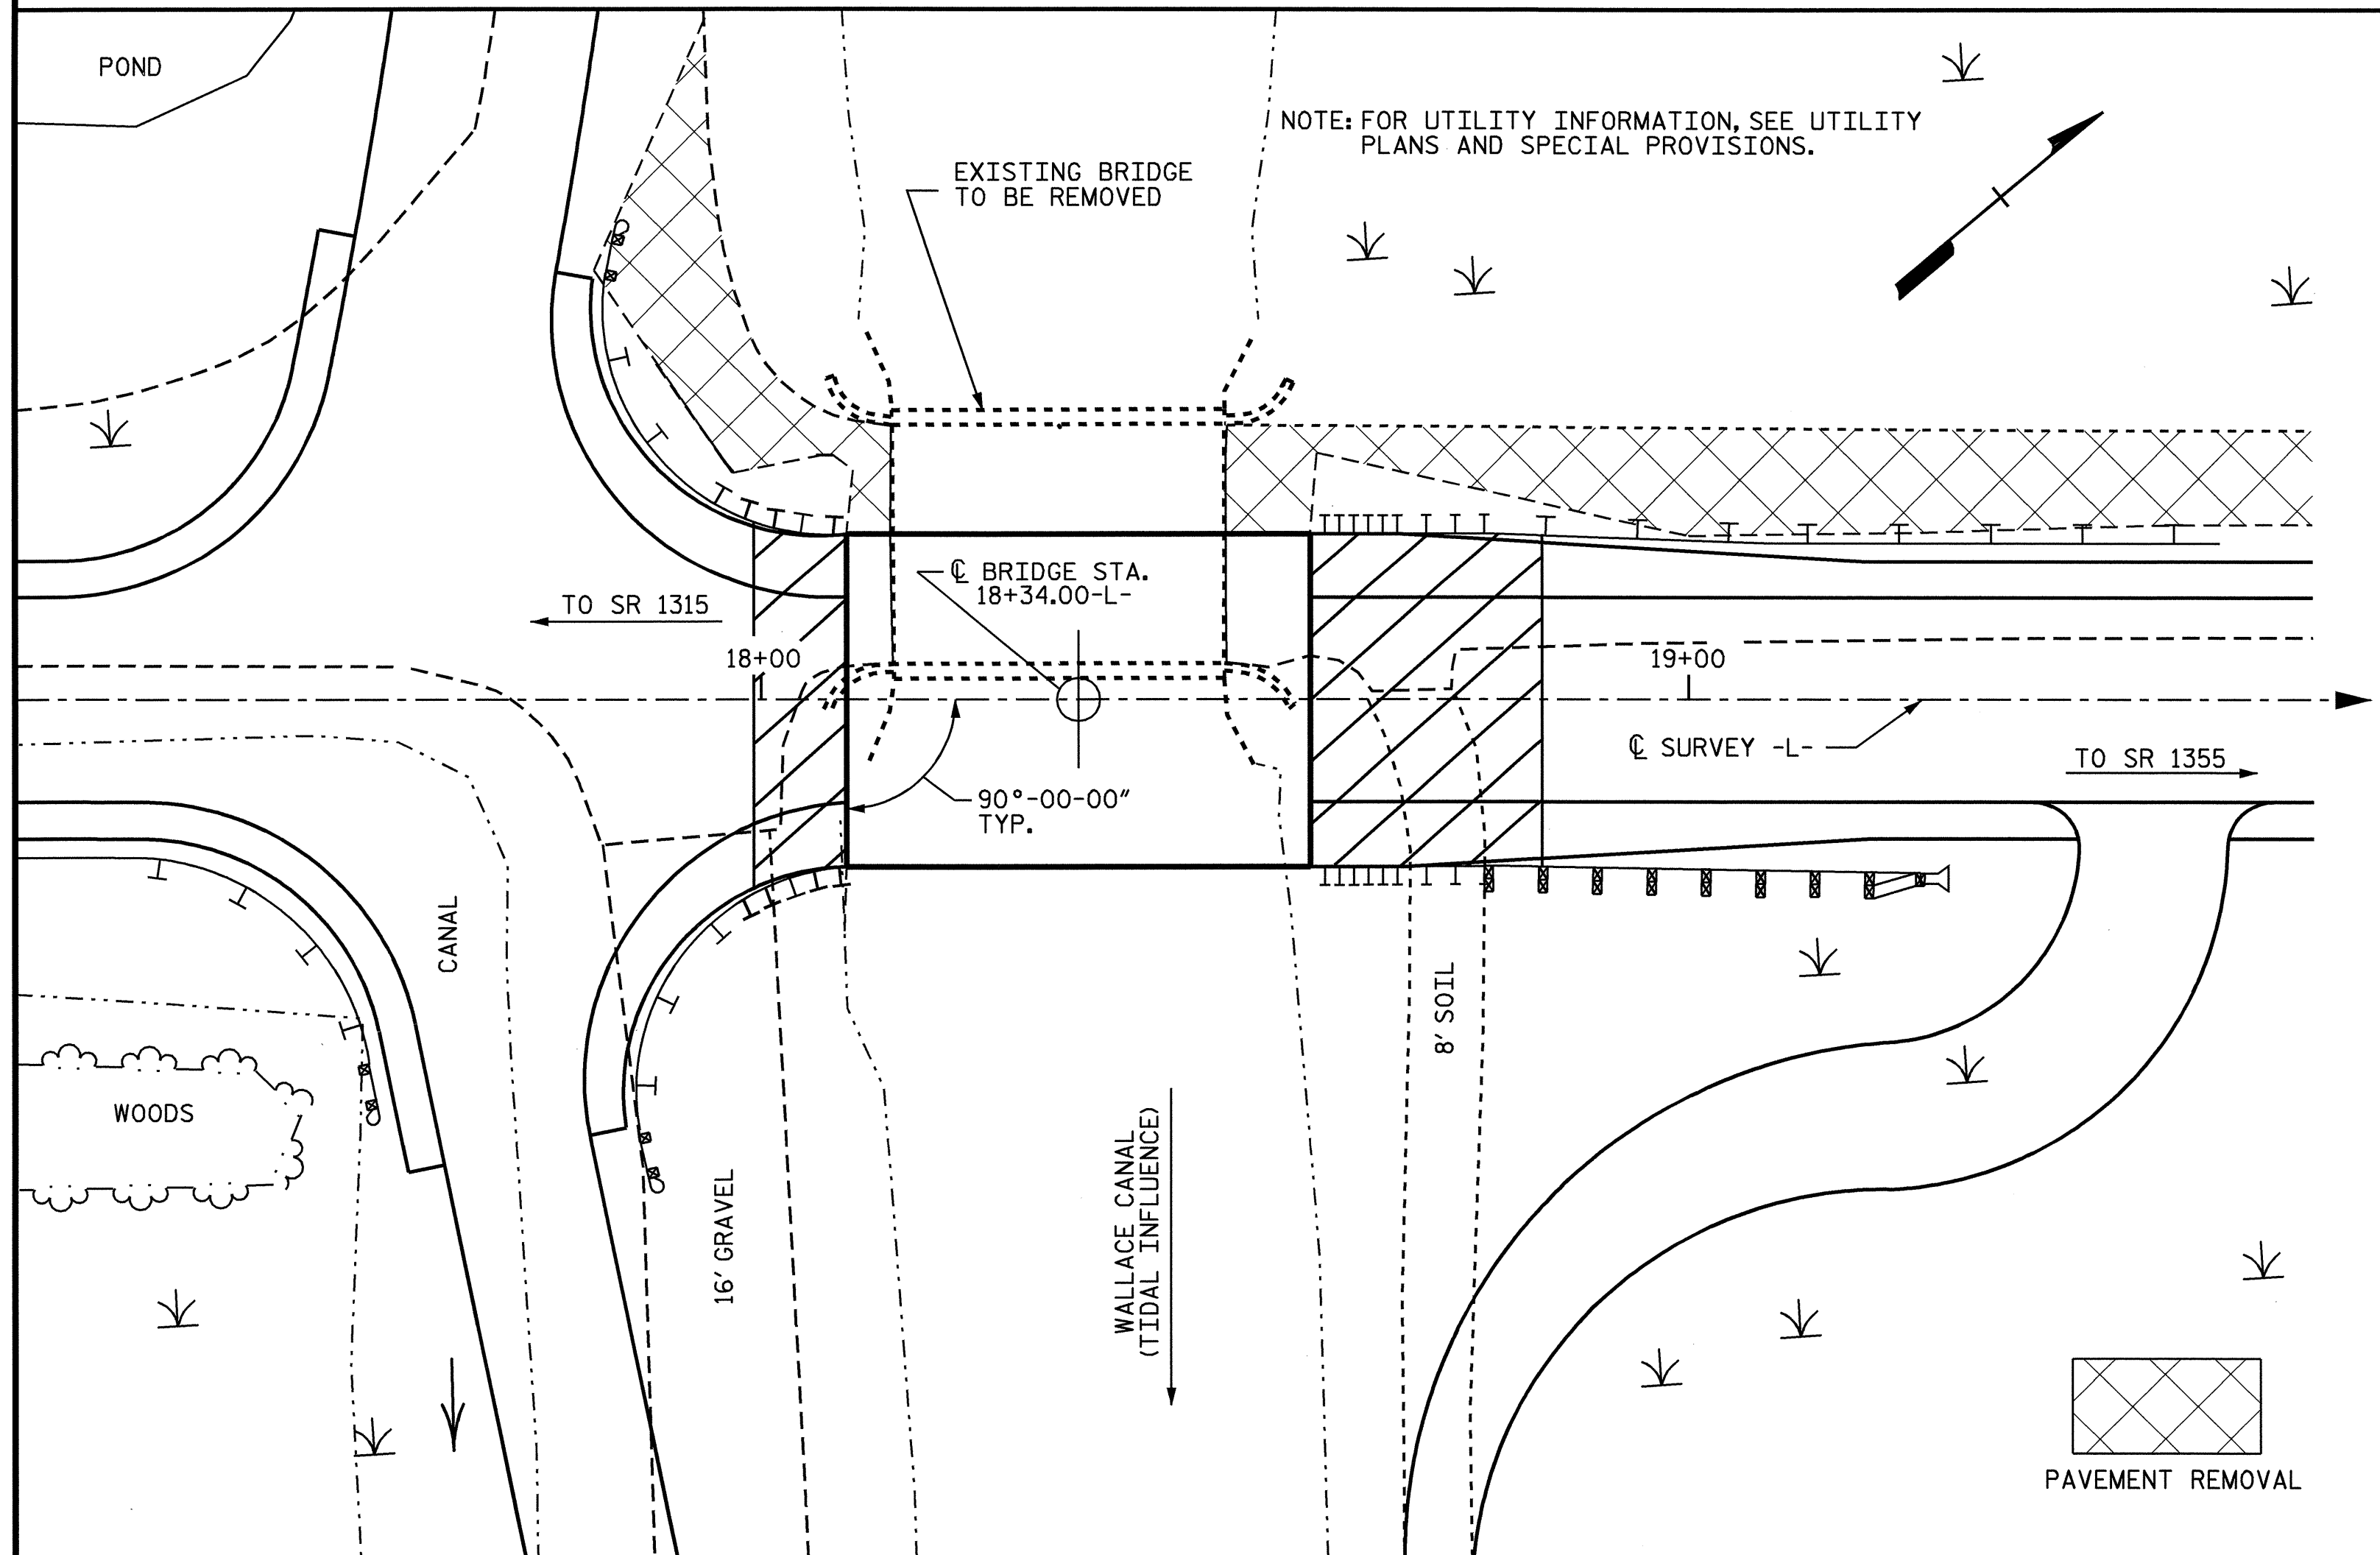 POND
NOTE: FOR UTILITY INFORMATION, SEE UTILITY
PLANS AND SPECIAL PROVISIONS.
EXISTING BRIDGE
TO BE REMOVED
℄ BRIDGE STA.
18+34.00-L-
TO SR 1315
18+00
19+00
℄ SURVEY -L-
TO SR 1355
90°-00-00″
TYP.
CANAL
8′ SOIL
WOODS
16′ GRAVEL
WALLACE CANAL
(TIDAL INFLUENCE)
PAVEMENT REMOVAL